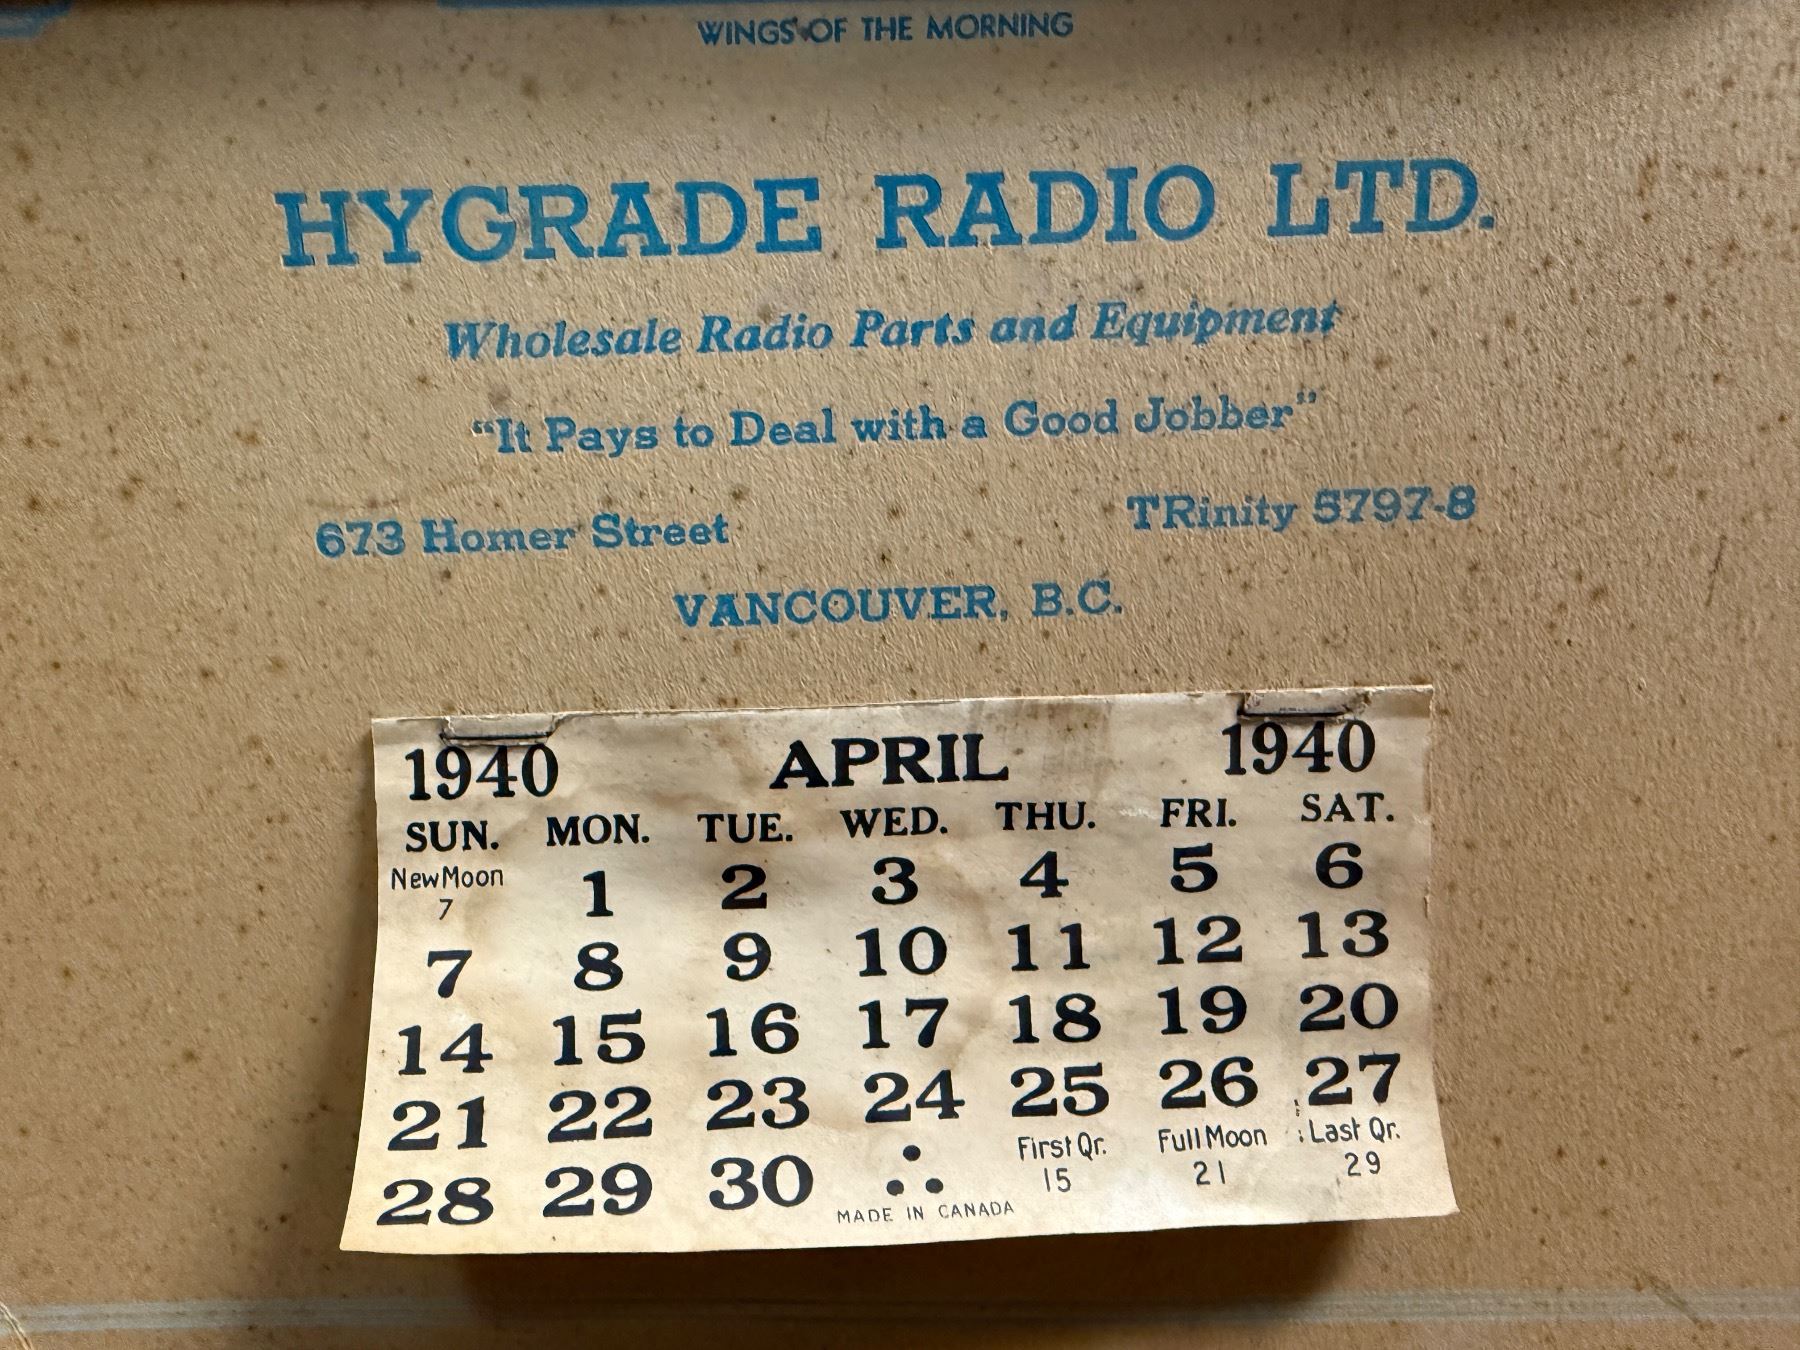 WINGS OF THE MORNING
HYGRADE RADIO LTD.
Wholesale Radio Parts and Equipment
"It Pays to Deal with a Good Jobber"
673 Homer Street TRinity 5797-8
VANCOUVER, B.C.
1940 APRIL 1940
SUN. MON. TUE. WED. THU. FRI. SAT.
New Moon 7 1 2 3 4 5 6
7 8 9 10 11 12 13
14 15 16 17 18 19 20
21 22 23 24 25 26 27
28 29 30 First Qr. 15 Full Moon 21 Last Qr. 29
MADE IN CANADA